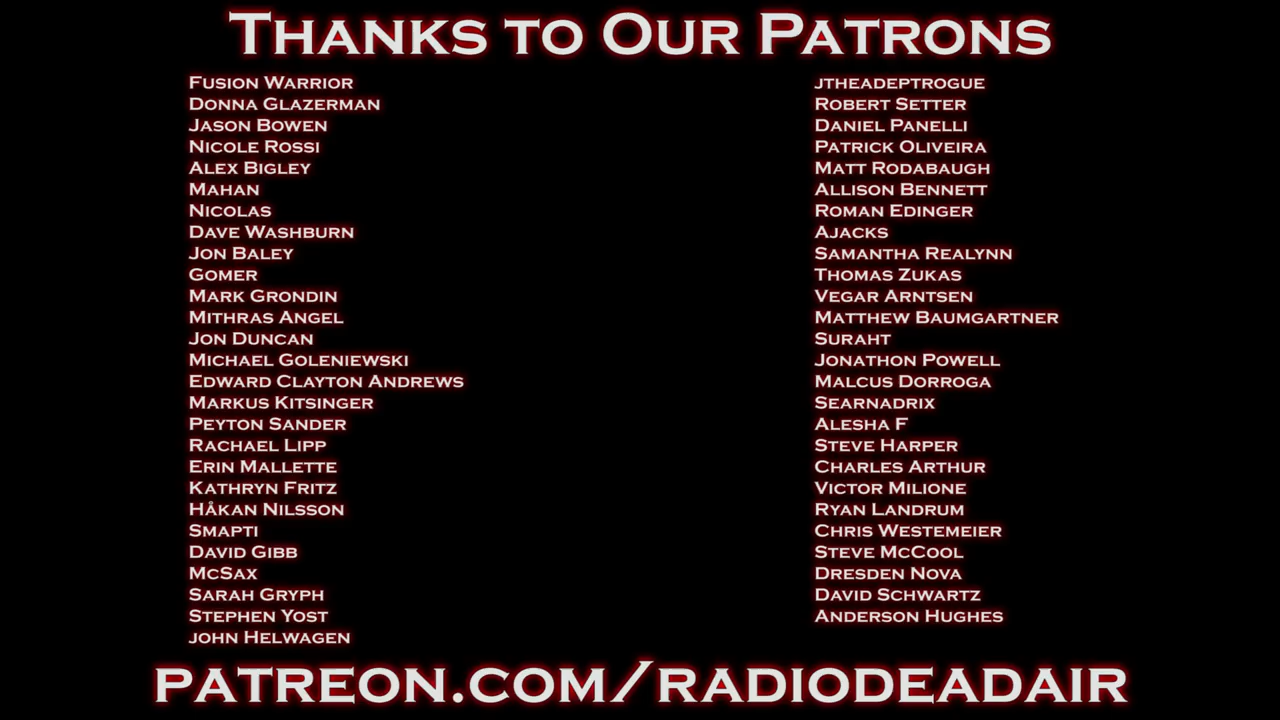 Thanks to Our Patrons
Fusion Warrior
Donna Glazerman
Jason Bowen
Nicole Rossi
Alex Bigley
Mahan
Nicolas
Dave Washburn
Jon Baley
Gomer
Mark Grondin
Mithras Angel
Jon Duncan
Michael Goleniewski
Edward Clayton Andrews
Markus Kitsinger
Peyton Sander
Rachael Lipp
Erin Mallette
Kathryn Fritz
Håkan Nilsson
Smapti
David Gibb
McSax
Sarah Gryph
Stephen Yost
john Helwagen
jtheadeptrogue
Robert Setter
Daniel Panelli
Patrick Oliveira
Matt Rodabaugh
Allison Bennett
Roman Edinger
Ajacks
Samantha Realynn
Thomas Zukas
Vegar Arntsen
Matthew Baumgartner
Suraht
Jonathon Powell
Malcus Dorroga
Searnadrix
Alesha F
Steve Harper
Charles Arthur
Victor Milione
Ryan Landrum
Chris Westemeier
Steve McCool
Dresden Nova
David Schwartz
Anderson Hughes
patreon.com/radiodeadair